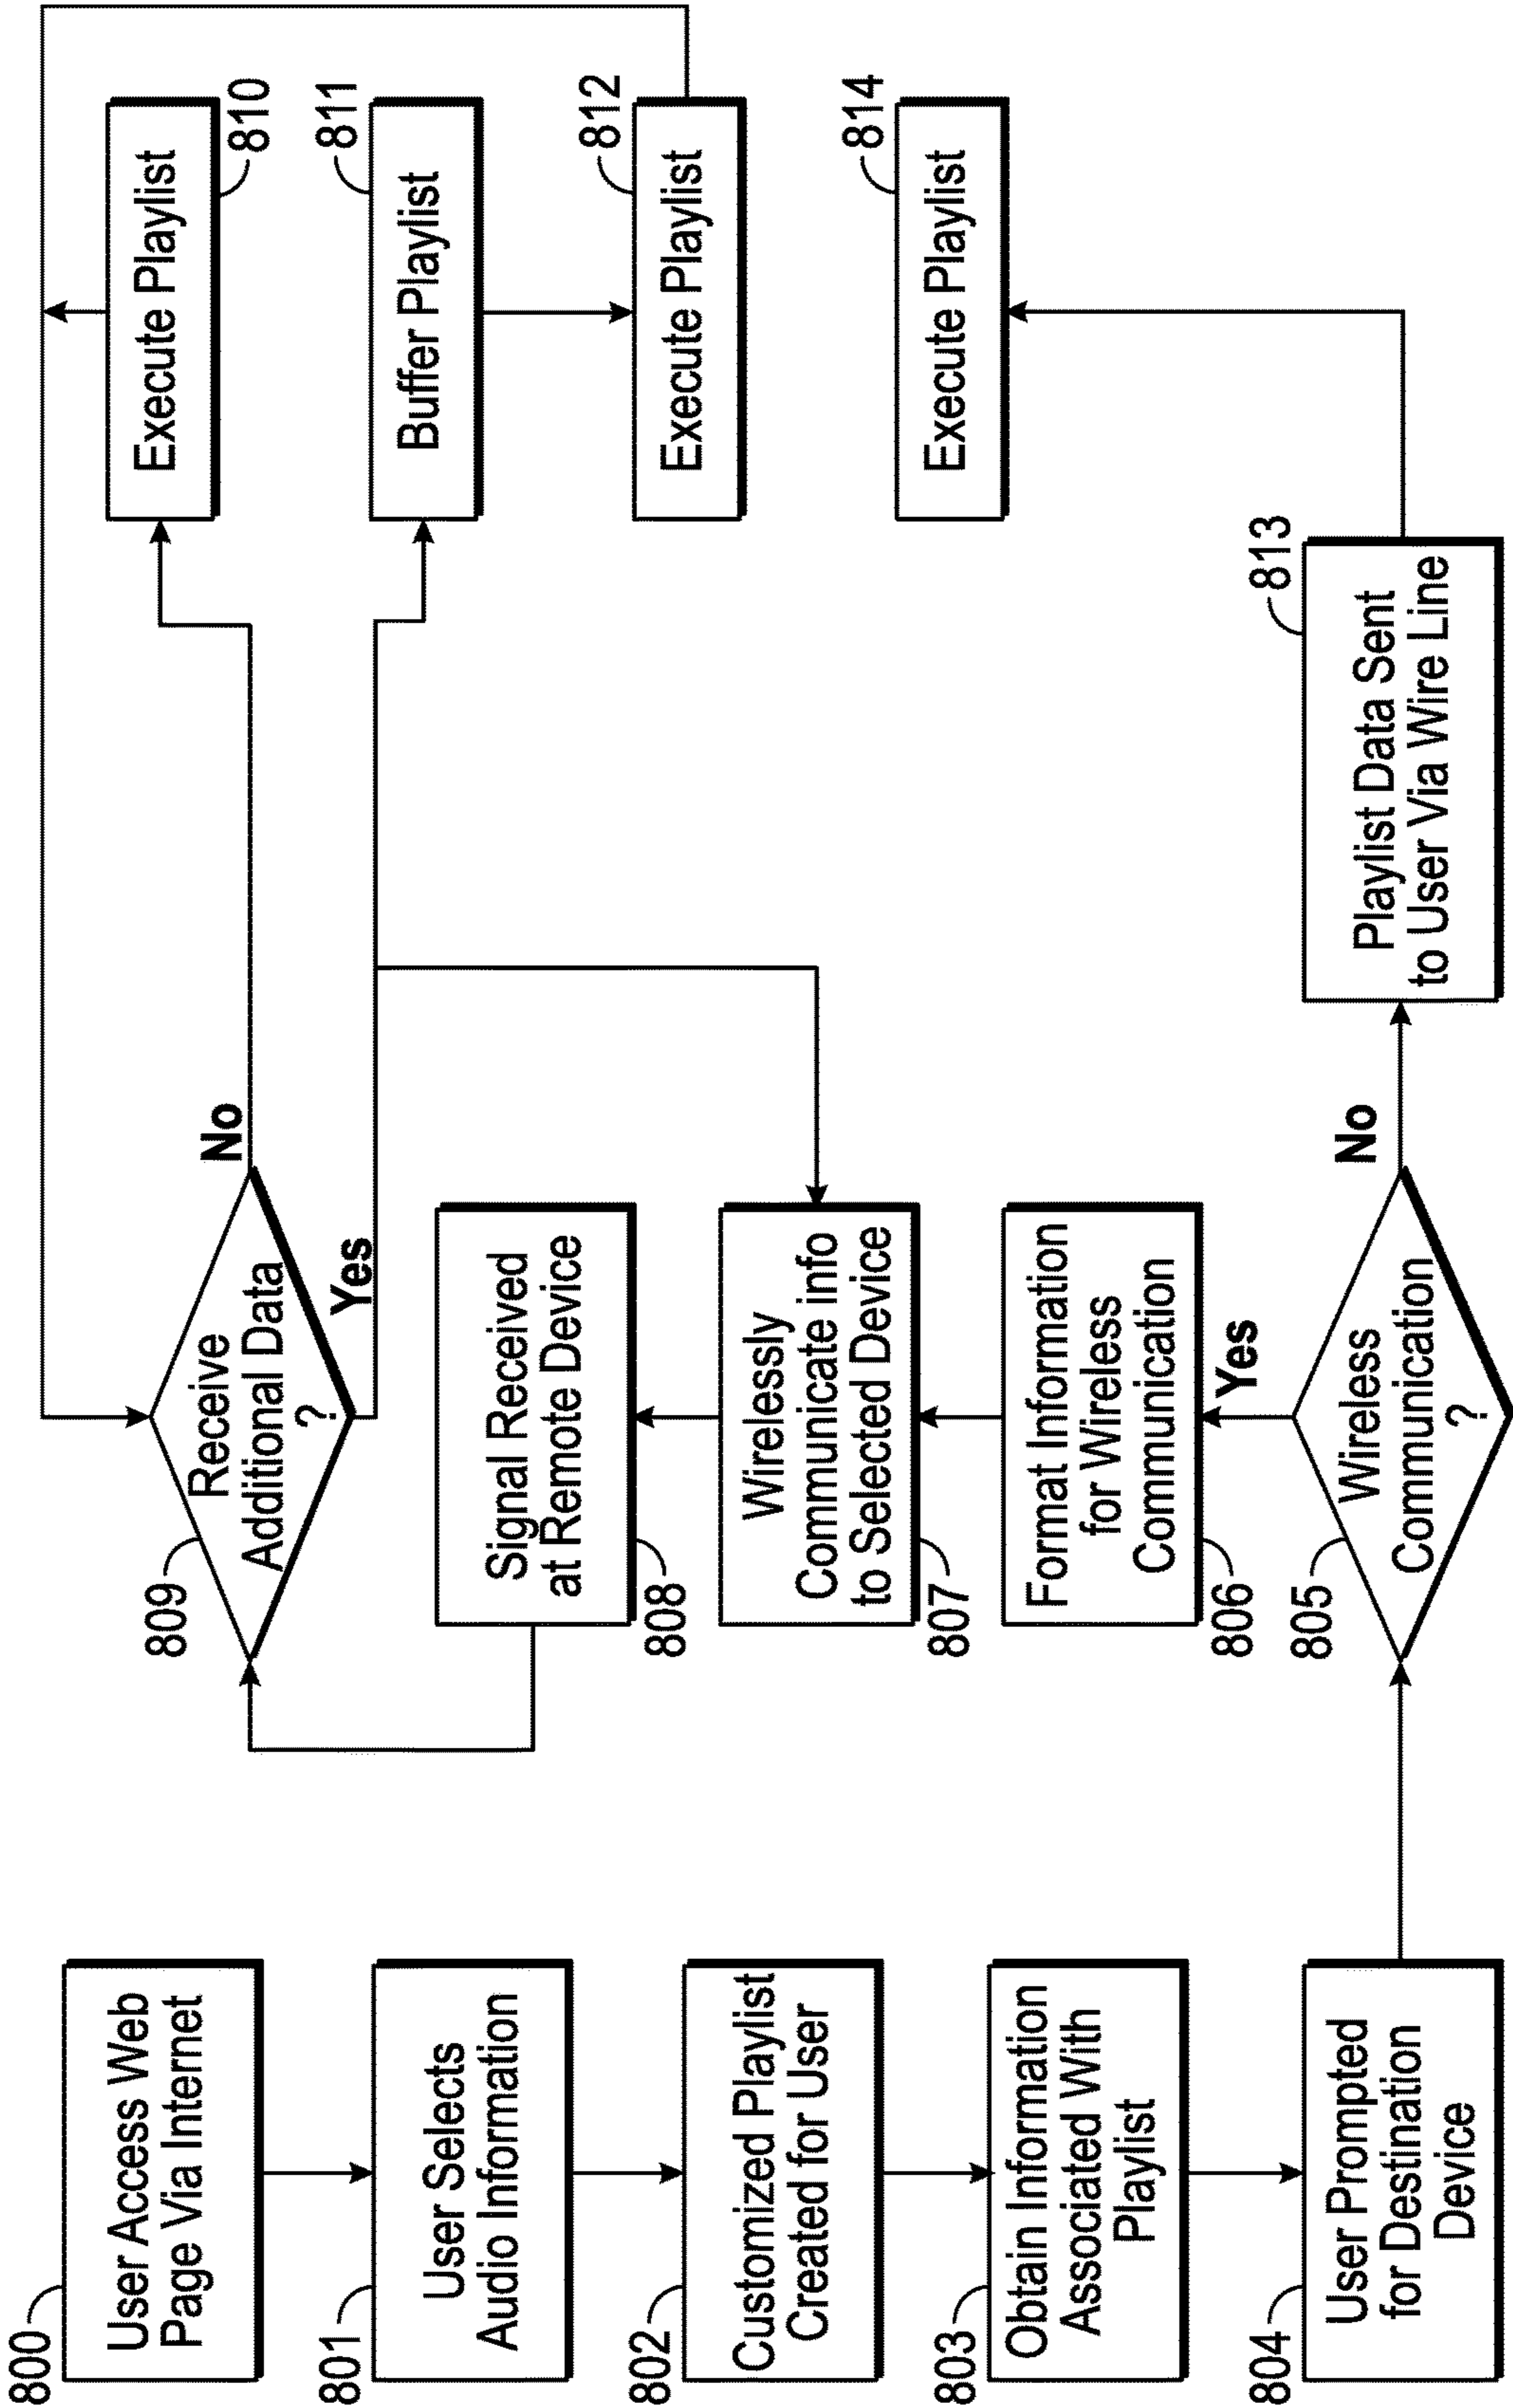 800
User Access Web
Page Via Internet
801
User Selects
Audio Information
802
Customized Playlist
Created for User
803
Obtain Information
Associated With
Playlist
804
User Prompted
for Destination
Device
805
Wireless
Communication
?
Yes
No
806
Format Information
for Wireless
Communication
807
Wirelessly
Communicate info
to Selected Device
808
Signal Received
at Remote Device
809
Receive
Additional Data
?
Yes
No
810
Execute Playlist
811
Buffer Playlist
812
Execute Playlist
813
Playlist Data Sent
to User Via Wire Line
814
Execute Playlist